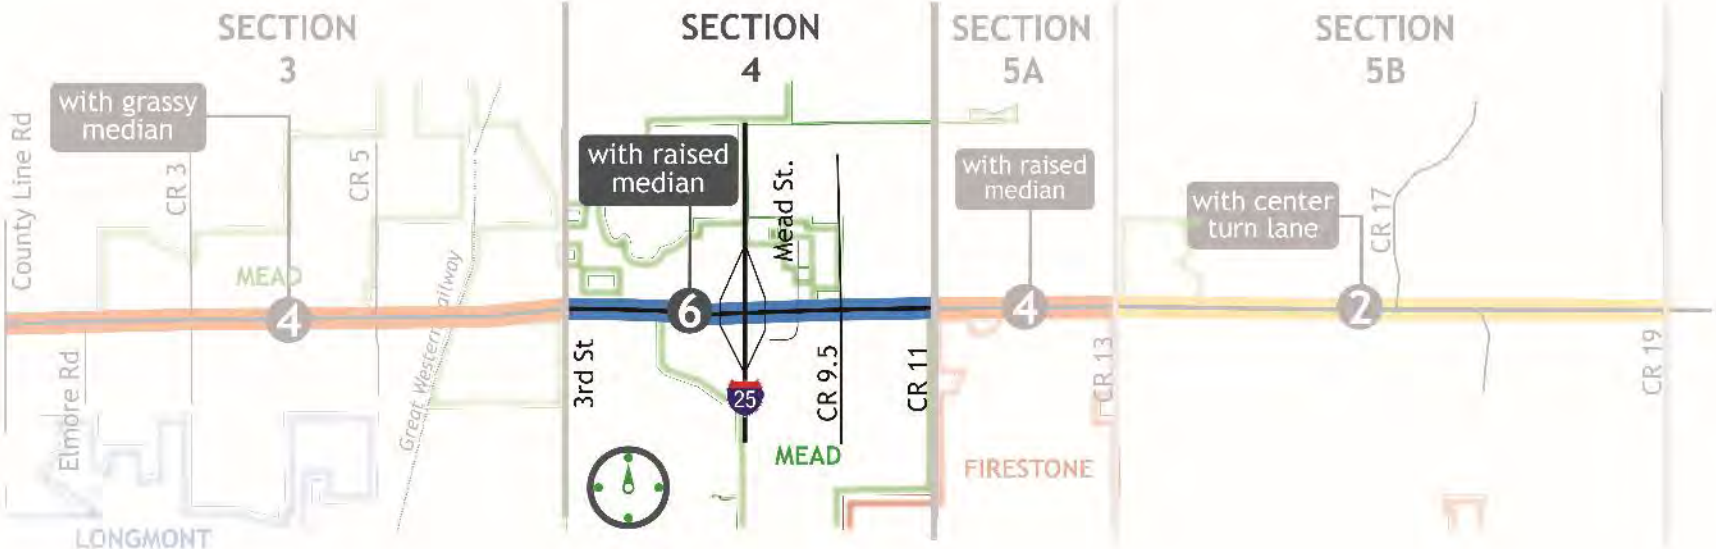 SECTION
3
SECTION
4
SECTION
5A
SECTION
5B
with grassy
median
with raised
median
with raised
median
with center
turn lane
County Line Rd
CR 3
CR 5
Mead St.
CR 17
MEAD
Great Western Railway
4
6
4
2
Elmore Rd
3rd St
25
CR 9.5
CR 11
CR 13
CR 19
MEAD
FIRESTONE
LONGMONT